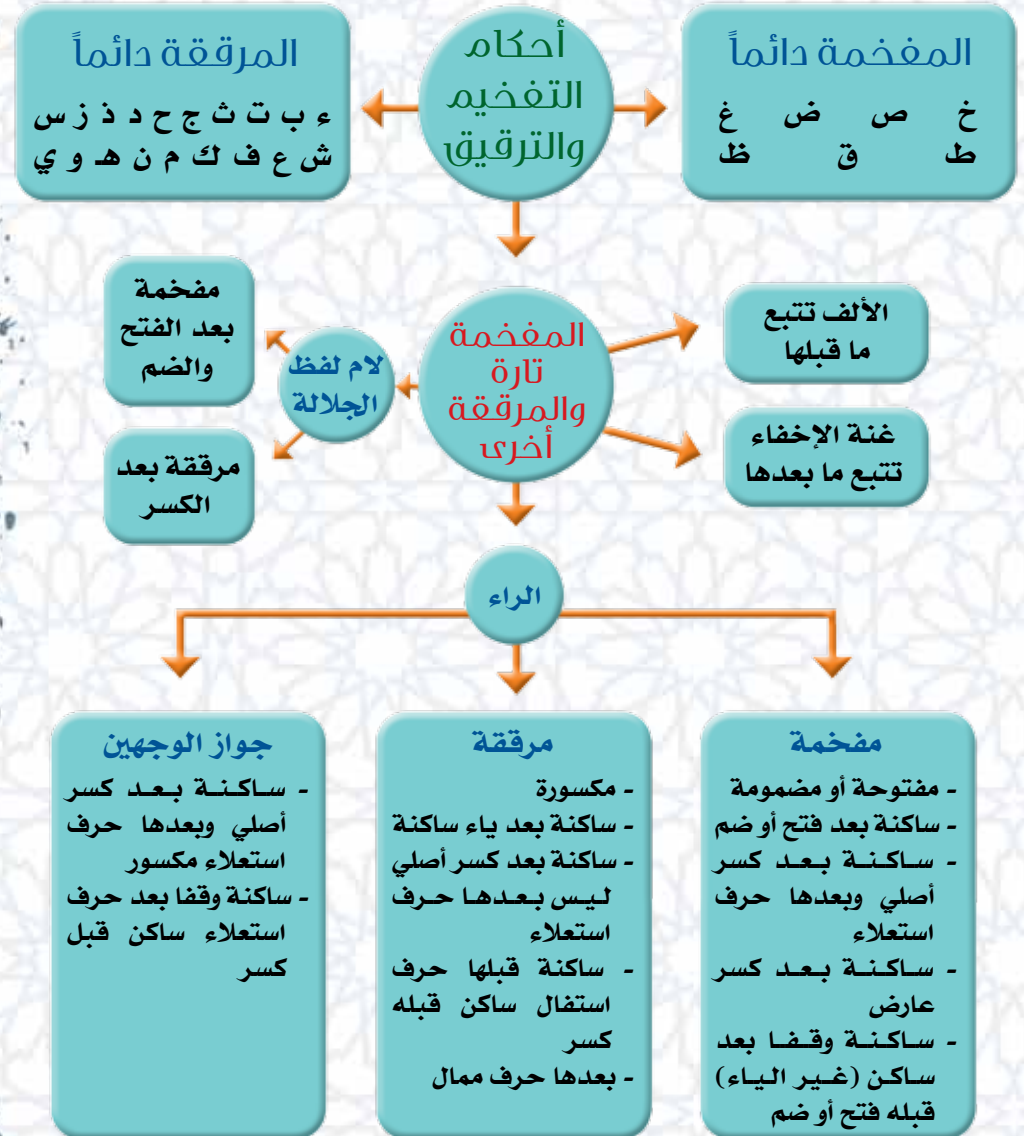 أحكام
التفخيم
والترقيق
المفخمة دائماً
خ ص ض غ
ط ق ظ
المرققة دائماً
ء ب ت ث ج ح د ذ ز س
ش ع ف ك م ن هـ و ي
المفخمة
تارة
والمرققة
أخرى
الألف تتبع
ما قبلها
غنة الإخفاء
تتبع ما بعدها
لام لفظ
الجلالة
مفخمة
بعد الفتح
والضم
مرققة بعد
الكسر
الراء
مفخمة
- مفتوحة أو مضمومة
- ساكنة بعد فتح أو ضم
- ساكنة بعد كسر
أصلي وبعدها حرف
استعلاء
- ساكنة بعد كسر
عارض
- ساكنة وقفا بعد
ساكن (غير الياء)
قبله فتح أو ضم
مرققة
- مكسورة
- ساكنة بعد ياء ساكنة
- ساكنة بعد كسر أصلي
ليس بعدها حرف
استعلاء
- ساكنة قبلها حرف
استفال ساكن قبله
كسر
- بعدها حرف ممال
جواز الوجهين
- ساكنة بعد كسر
أصلي وبعدها حرف
استعلاء مكسور
- ساكنة وقفا بعد حرف
استعلاء ساكن قبل
كسر